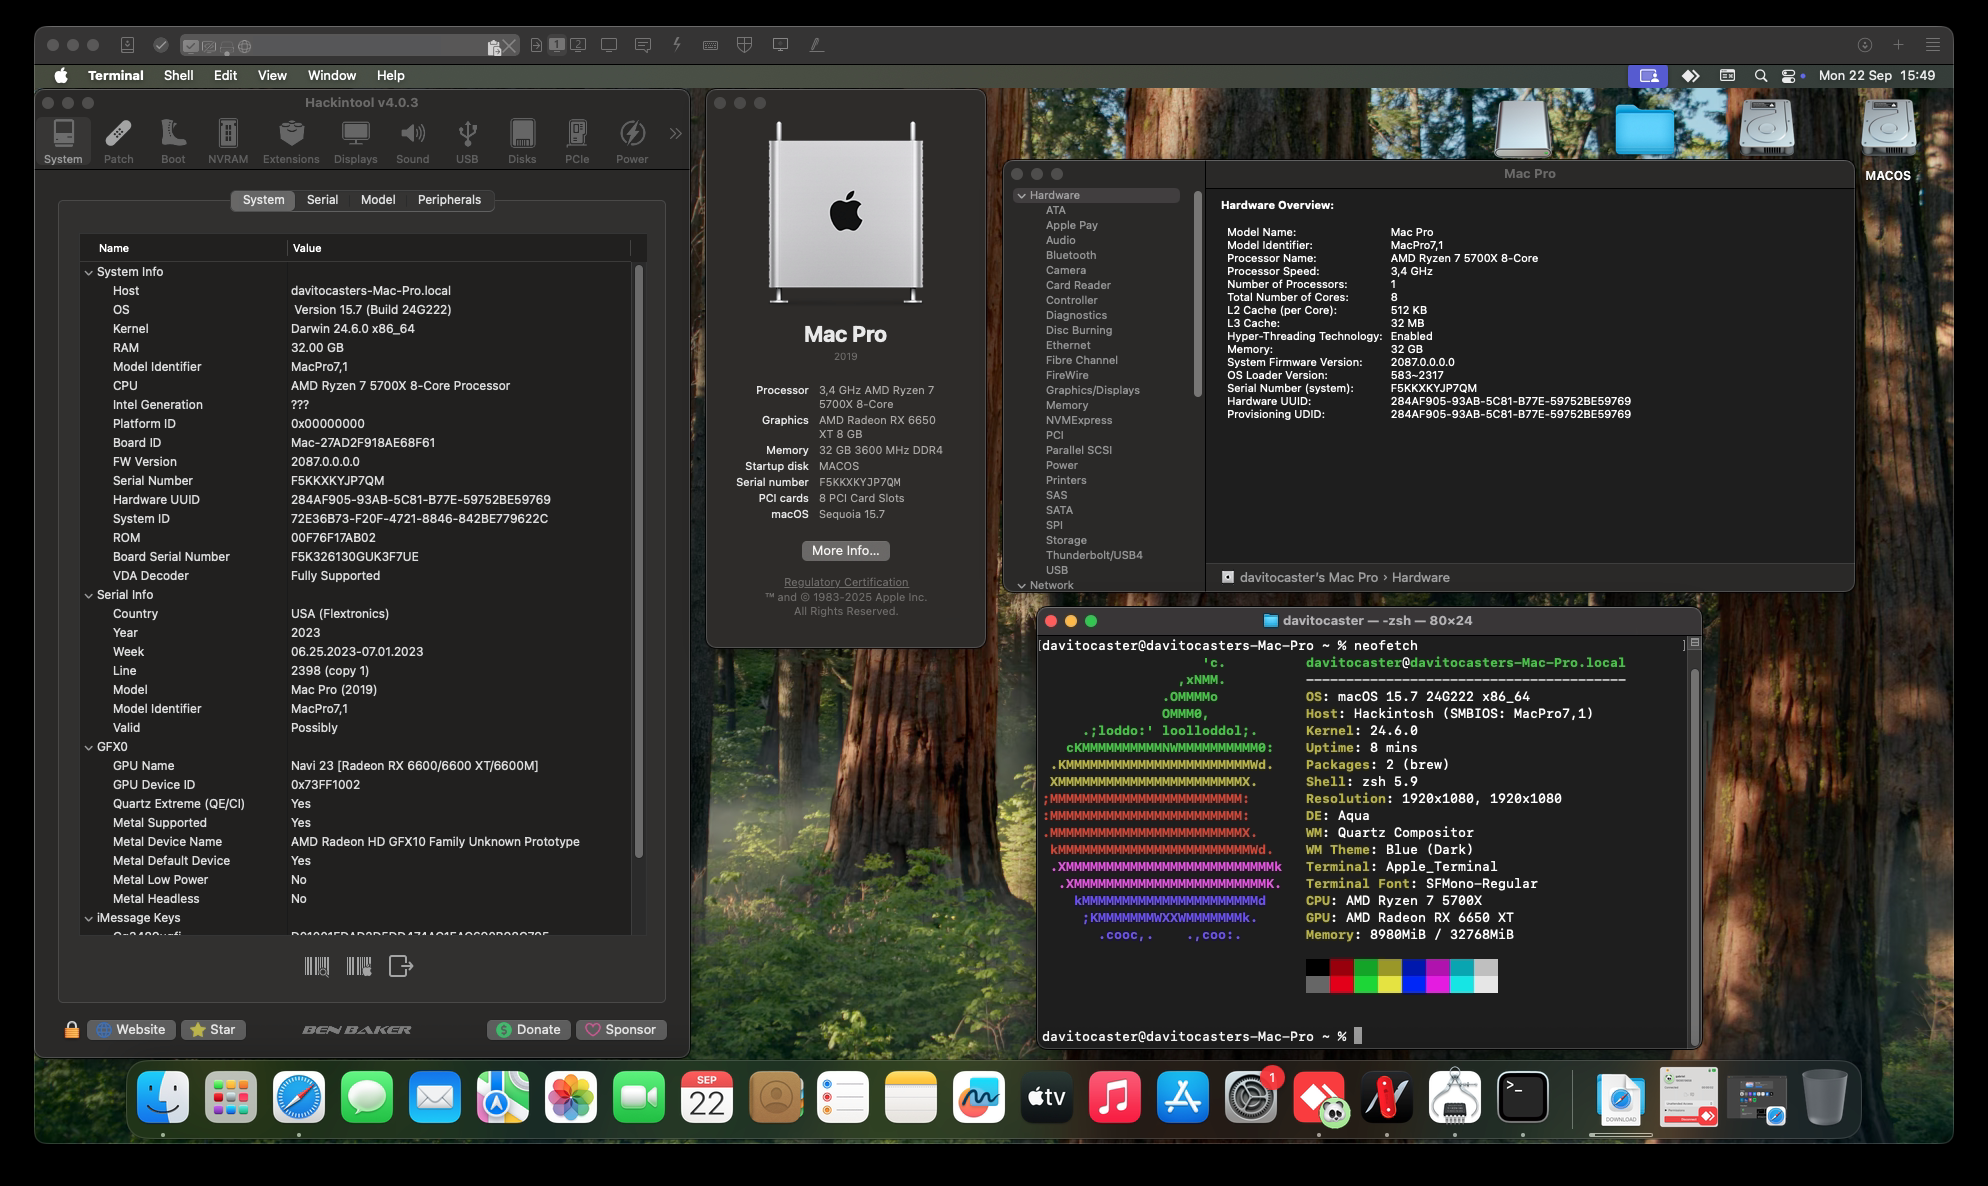 1 2
Terminal Shell Edit View Window Help
Mon 22 Sep 15:49
Hackintool v4.0.3
System Patch Boot NVRAM Extensions Displays Sound USB Disks PCIe Power
System Serial Model Peripherals
Name Value
System Info
Host davitocasters-Mac-Pro.local
OS Version 15.7 (Build 24G222)
Kernel Darwin 24.6.0 x86_64
RAM 32.00 GB
Model Identifier MacPro7,1
CPU AMD Ryzen 7 5700X 8-Core Processor
Intel Generation ???
Platform ID 0x00000000
Board ID Mac-27AD2F918AE68F61
FW Version 2087.0.0.0.0
Serial Number F5KKXKYJP7QM
Hardware UUID 284AF905-93AB-5C81-B77E-59752BE59769
System ID 72E36B73-F20F-4721-8846-842BE779622C
ROM 00F76F17AB02
Board Serial Number F5K326130GUK3F7UE
VDA Decoder Fully Supported
Serial Info
Country USA (Flextronics)
Year 2023
Week 06.25.2023-07.01.2023
Line 2398 (copy 1)
Model Mac Pro (2019)
Model Identifier MacPro7,1
Valid Possibly
GFX0
GPU Name Navi 23 [Radeon RX 6600/6600 XT/6600M]
GPU Device ID 0x73FF1002
Quartz Extreme (QE/CI) Yes
Metal Supported Yes
Metal Device Name AMD Radeon HD GFX10 Family Unknown Prototype
Metal Default Device Yes
Metal Low Power No
Metal Headless No
iMessage Keys
Website Star BEN BAKER Donate Sponsor
Mac Pro
2019
Processor 3,4 GHz AMD Ryzen 7
5700X 8-Core
Graphics AMD Radeon RX 6650
XT 8 GB
Memory 32 GB 3600 MHz DDR4
Startup disk MACOS
Serial number F5KKXKYJP7QM
PCI cards 8 PCI Card Slots
macOS Sequoia 15.7
More Info...
Regulatory Certification
™ and © 1983-2025 Apple Inc.
All Rights Reserved.
MACOS
Mac Pro
Hardware
ATA
Apple Pay
Audio
Bluetooth
Camera
Card Reader
Controller
Diagnostics
Disc Burning
Ethernet
Fibre Channel
FireWire
Graphics/Displays
Memory
NVMExpress
PCI
Parallel SCSI
Power
Printers
SAS
SATA
SPI
Storage
Thunderbolt/USB4
USB
Network
Hardware Overview:
Model Name: Mac Pro
Model Identifier: MacPro7,1
Processor Name: AMD Ryzen 7 5700X 8-Core
Processor Speed: 3,4 GHz
Number of Processors: 1
Total Number of Cores: 8
L2 Cache (per Core): 512 KB
L3 Cache: 32 MB
Hyper-Threading Technology: Enabled
Memory: 32 GB
System Firmware Version: 2087.0.0.0.0
OS Loader Version: 583~2317
Serial Number (system): F5KKXKYJP7QM
Hardware UUID: 284AF905-93AB-5C81-B77E-59752BE59769
Provisioning UDID: 284AF905-93AB-5C81-B77E-59752BE59769
davitocaster's Mac Pro › Hardware
davitocaster — -zsh — 80×24
[davitocaster@davitocasters-Mac-Pro ~ % neofetch ]
'c. davitocaster@davitocasters-Mac-Pro.local
,xNMM. ----------------------------------------
.OMMMMo OS: macOS 15.7 24G222 x86_64
OMMM0, Host: Hackintosh (SMBIOS: MacPro7,1)
.;loddo:' loolloddol;. Kernel: 24.6.0
cKMMMMMMMMMMNWMMMMMMMMMM0: Uptime: 8 mins
.KMMMMMMMMMMMMMMMMMMMMMMMWd. Packages: 2 (brew)
XMMMMMMMMMMMMMMMMMMMMMMMX. Shell: zsh 5.9
;MMMMMMMMMMMMMMMMMMMMMMMM: Resolution: 1920x1080, 1920x1080
:MMMMMMMMMMMMMMMMMMMMMMMM: DE: Aqua
.MMMMMMMMMMMMMMMMMMMMMMMMX. WM: Quartz Compositor
kMMMMMMMMMMMMMMMMMMMMMMMMWd. WM Theme: Blue (Dark)
.XMMMMMMMMMMMMMMMMMMMMMMMMMMk Terminal: Apple_Terminal
.XMMMMMMMMMMMMMMMMMMMMMMMMK. Terminal Font: SFMono-Regular
kMMMMMMMMMMMMMMMMMMMMMMd CPU: AMD Ryzen 7 5700X
;KMMMMMMMWXXWMMMMMMMk. GPU: AMD Radeon RX 6650 XT
.cooc,. .,coo:. Memory: 8980MiB / 32768MiB
davitocaster@davitocasters-Mac-Pro ~ %
SEP
22
tv
1
>_
DOWNLOAD